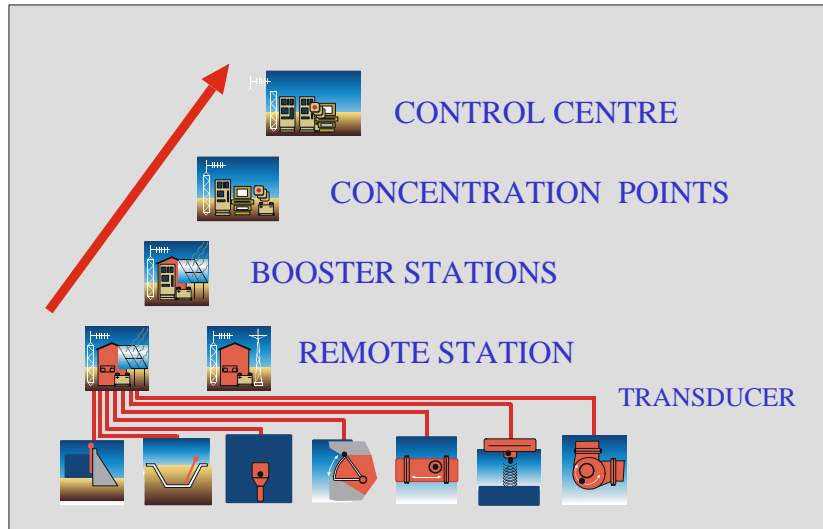 CONTROL CENTRE
CONCENTRATION POINTS
BOOSTER STATIONS
REMOTE STATION
TRANSDUCER